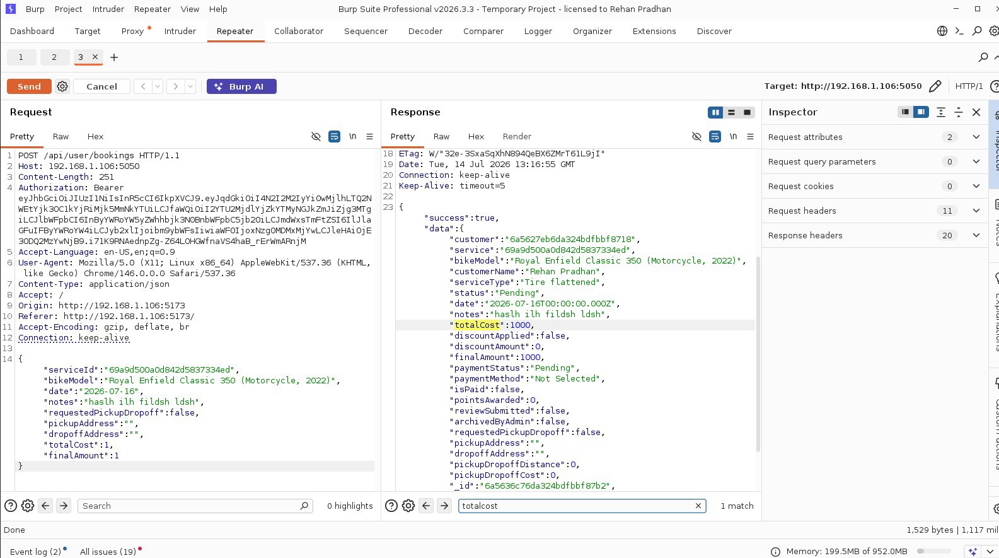 Burp Project Intruder Repeater View Help Burp Suite Professional v2026.3.3 - Temporary Project - licensed to Rehan Pradhan
Dashboard Target Proxy Intruder Repeater Collaborator Sequencer Decoder Comparer Logger Organizer Extensions Discover
1 2 3
Send Cancel Burp AI Target: http://192.168.1.106:5050 HTTP/1
Request
Pretty Raw Hex \n
1 POST /api/user/bookings HTTP/1.1
2 Host: 192.168.1.106:5050
3 Content-Length: 251
4 Authorization: Bearer
5 Accept-Language: en-US,en;q=0.9
6 User-Agent: Mozilla/5.0 (X11; Linux x86_64) AppleWebKit/537.36 (KHTML,
like Gecko) Chrome/146.0.0.0 Safari/537.36
7 Content-Type: application/json
8 Accept: /
9 Origin: http://192.168.1.106:5173
10 Referer: http://192.168.1.106:5173/
11 Accept-Encoding: gzip, deflate, br
12 Connection: keep-alive
13
14 {
"serviceId":"69a9d500a0d842d5837334ed",
"bikeModel":"Royal Enfield Classic 350 (Motorcycle, 2022)",
"date":"2026-07-16",
"notes":"haslh ilh fildsh ldsh",
"requestedPickupDropoff":false,
"pickupAddress":"",
"dropoffAddress":"",
"totalCost":1,
"finalAmount":1
}
Search 0 highlights
Response
Pretty Raw Hex Render \n
18 ETag: W/"32e-3SxaSqXhN894QeBX6ZMrT61L9jI"
19 Date: Tue, 14 Jul 2026 13:16:55 GMT
20 Connection: keep-alive
21 Keep-Alive: timeout=5
22
23 {
"success":true,
"data":{
"customer":"6a5627eb6da324bdfbbf8718",
"service":"69a9d500a0d842d5837334ed",
"bikeModel":"Royal Enfield Classic 350 (Motorcycle, 2022)",
"customerName":"Rehan Pradhan",
"serviceType":"Tire flattened",
"status":"Pending",
"date":"2026-07-16T00:00:00.000Z",
"notes":"haslh ilh fildsh ldsh",
"totalCost":1000,
"discountApplied":false,
"discountAmount":0,
"finalAmount":1000,
"paymentStatus":"Pending",
"paymentMethod":"Not Selected",
"isPaid":false,
"pointsAwarded":0,
"reviewSubmitted":false,
"archivedByAdmin":false,
"requestedPickupDropoff":false,
"pickupAddress":"",
"dropoffAddress":"",
"pickupDropoffDistance":0,
"pickupDropoffCost":0,
"_id":"6a5636c76da324bdfbbf87b2",
totalcost 1 match
Inspector
Request attributes 2
Request query parameters 0
Request cookies 0
Request headers 11
Response headers 20
Inspector
Notes
Explanations
Custom actions
Done 1,529 bytes | 1,117 mil
Event log (2) All issues (19) Memory: 199.5MB of 952.0MB